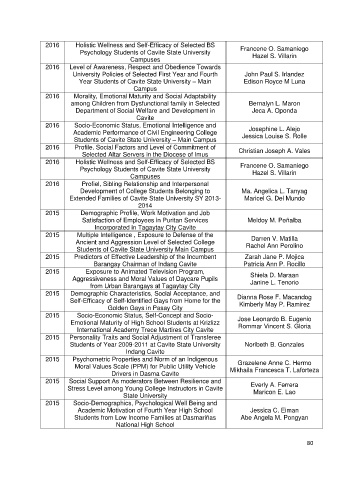 2016 Holistic Wellness and Self-Efficacy of Selected BS
Psychology Students of Cavite State University
Campuses
Francene O. Samaniego
Hazel S. Villarin
2016 Level of Awareness, Respect and Obedience Towards
University Policies of Selected First Year and Fourth
Year Students of Cavite State University – Main
Campus
John Paul S. Irlandez
Edison Royce M Luna
2016 Morality, Emotional Maturity and Social Adaptability
among Children from Dysfunctional family in Selected
Department of Social Welfare and Development in
Cavite
Bernalyn L. Maron
Jeca A. Oponda
2016 Socio-Economic Status, Emotional Intelligence and
Academic Performance of Civil Engineering College
Students of Cavite State University – Main Campus
Josephine L. Alejo
Jessica Louise S. Rolle
2016 Profile, Social Factors and Level of Commitment of
Selected Altar Servers in the Diocese of Imus
Christian Joseph A. Vales
2016 Holistic Wellness and Self-Efficacy of Selected BS
Psychology Students of Cavite State University
Campuses
Francene O. Samaniego
Hazel S. Villarin
2016 Profiel, Sibling Relationship and Interpersonal
Development of College Students Belonging to
Extended Families of Cavite State University SY 2013-
2014
Ma. Angelica L. Tanyag
Maricel G. Del Mundo
2015 Demographic Profile, Work Motivation and Job
Satisfaction of Employees in Puritan Services
Incorporated in Tagaytay City Cavite
Meldoy M. Peñalba
2015 Multiple Intelligence , Exposure to Defense of the
Ancient and Aggression Level of Selected College
Students of Cavite State University Main Campus
Darren V. Matilla
Rachel Ann Perolino
2015 Predictors of Effective Leadership of the Incumbent
Barangay Chairman of Indang Cavite
Zarah Jane P. Mojica
Patricia Ann P. Ricolilo
2015 Exposure to Animated Television Program,
Aggressiveness and Moral Values of Daycare Pupils
from Urban Barangays at Tagaytay City
Shiela D. Marsan
Janine L. Tenorio
2015 Demographic Characteristics, Social Acceptance, and
Self-Efficacy of Self-Identified Gays from Home for the
Golden Gays in Pasay City
Dianna Rose F. Macandog
Kimberly May P. Ramirez
2015 Socio-Economic Status, Self-Concept and Socio-
Emotional Maturity of High School Students at Krizlizz
International Academy Trece Martires City Cavite
Jose Leonardo B. Eugenio
Rommar Vincent S. Gloria
2015 Personality Traits and Social Adjustment of Transferee
Students of Year 2009-2011 at Cavite State University
Indang Cavite
Noribeth B. Gonzales
2015 Psychometric Properties and Norm of an Indigenous
Moral Values Scale (PPM) for Public Utility Vehicle
Drivers in Dasma Cavite
Grazelene Anne C. Hermo
Mikhaila Francesca T. Laforteza
2015 Social Support As moderators Between Resilience and
Stress Level among Young College Instructors in Cavite
State University
Everly A. Ferrera
Maricon E. Lao
2015 Socio-Demographics, Psychological Well Being and
Academic Motivation of Fourth Year High School
Students from Low Income Families at Dasmariñas
National High School
Jessica C. Eiman
Abe Angela M. Pongyan
80